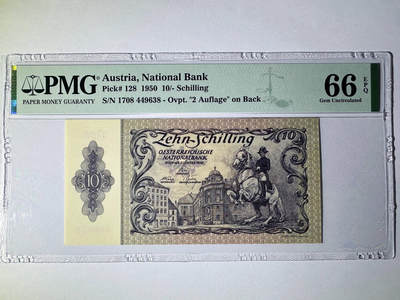 PMG
PAPER MONEY GUARANTY
Austria, National Bank
Pick# 128 1950 10/- Schilling
S/N 1708 449638 - Ovpt. "2 Auflage" on Back
66 EPQ
Gem Uncirculated
Zehn-Schilling
10
OESTERREICHISCHE
NATIONALBANK
10